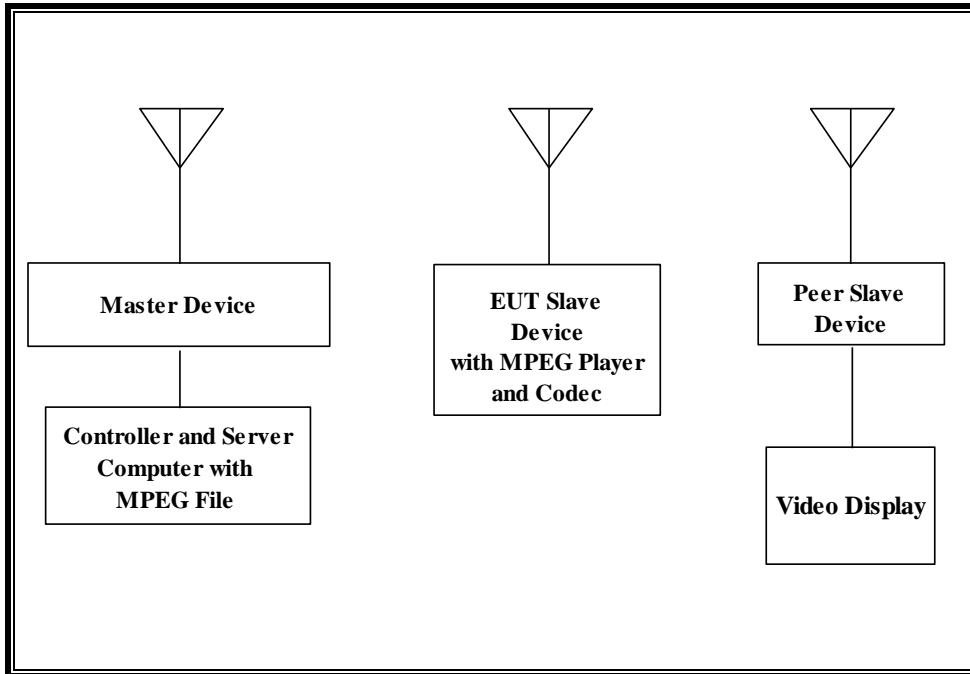 Master Device
Controller and Server
Computer with
MPEG File
EUT Slave
Device
with MPEG Player
and Codec
Peer Slave
Device
Video Display